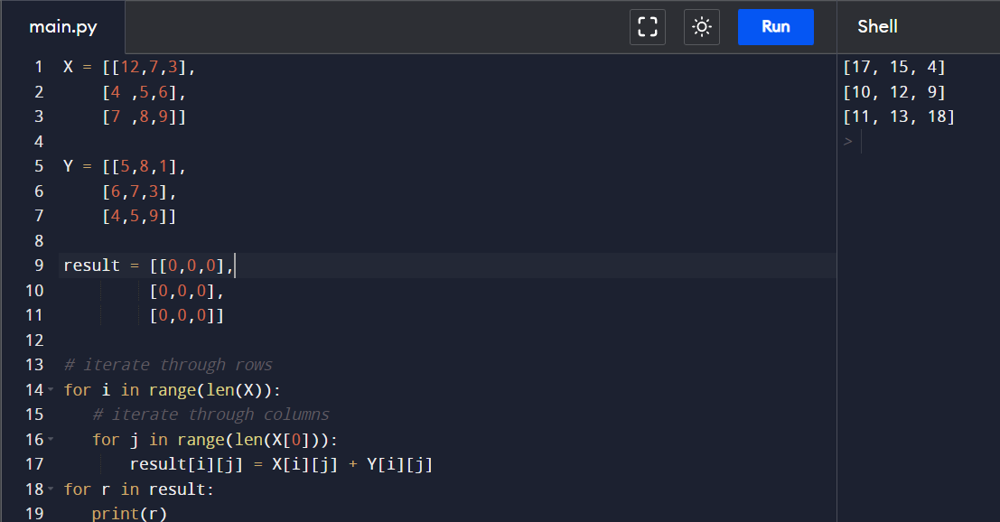 main.py
Run
Shell
1 X = [[12,7,3],
2     [4 ,5,6],
3     [7 ,8,9]]
4
5 Y = [[5,8,1],
6     [6,7,3],
7     [4,5,9]]
8
9 result = [[0,0,0],
10          [0,0,0],
11          [0,0,0]]
12
13 # iterate through rows
14 for i in range(len(X)):
15    # iterate through columns
16    for j in range(len(X[0])):
17        result[i][j] = X[i][j] + Y[i][j]
18 for r in result:
19    print(r)
[17, 15, 4]
[10, 12, 9]
[11, 13, 18]
>